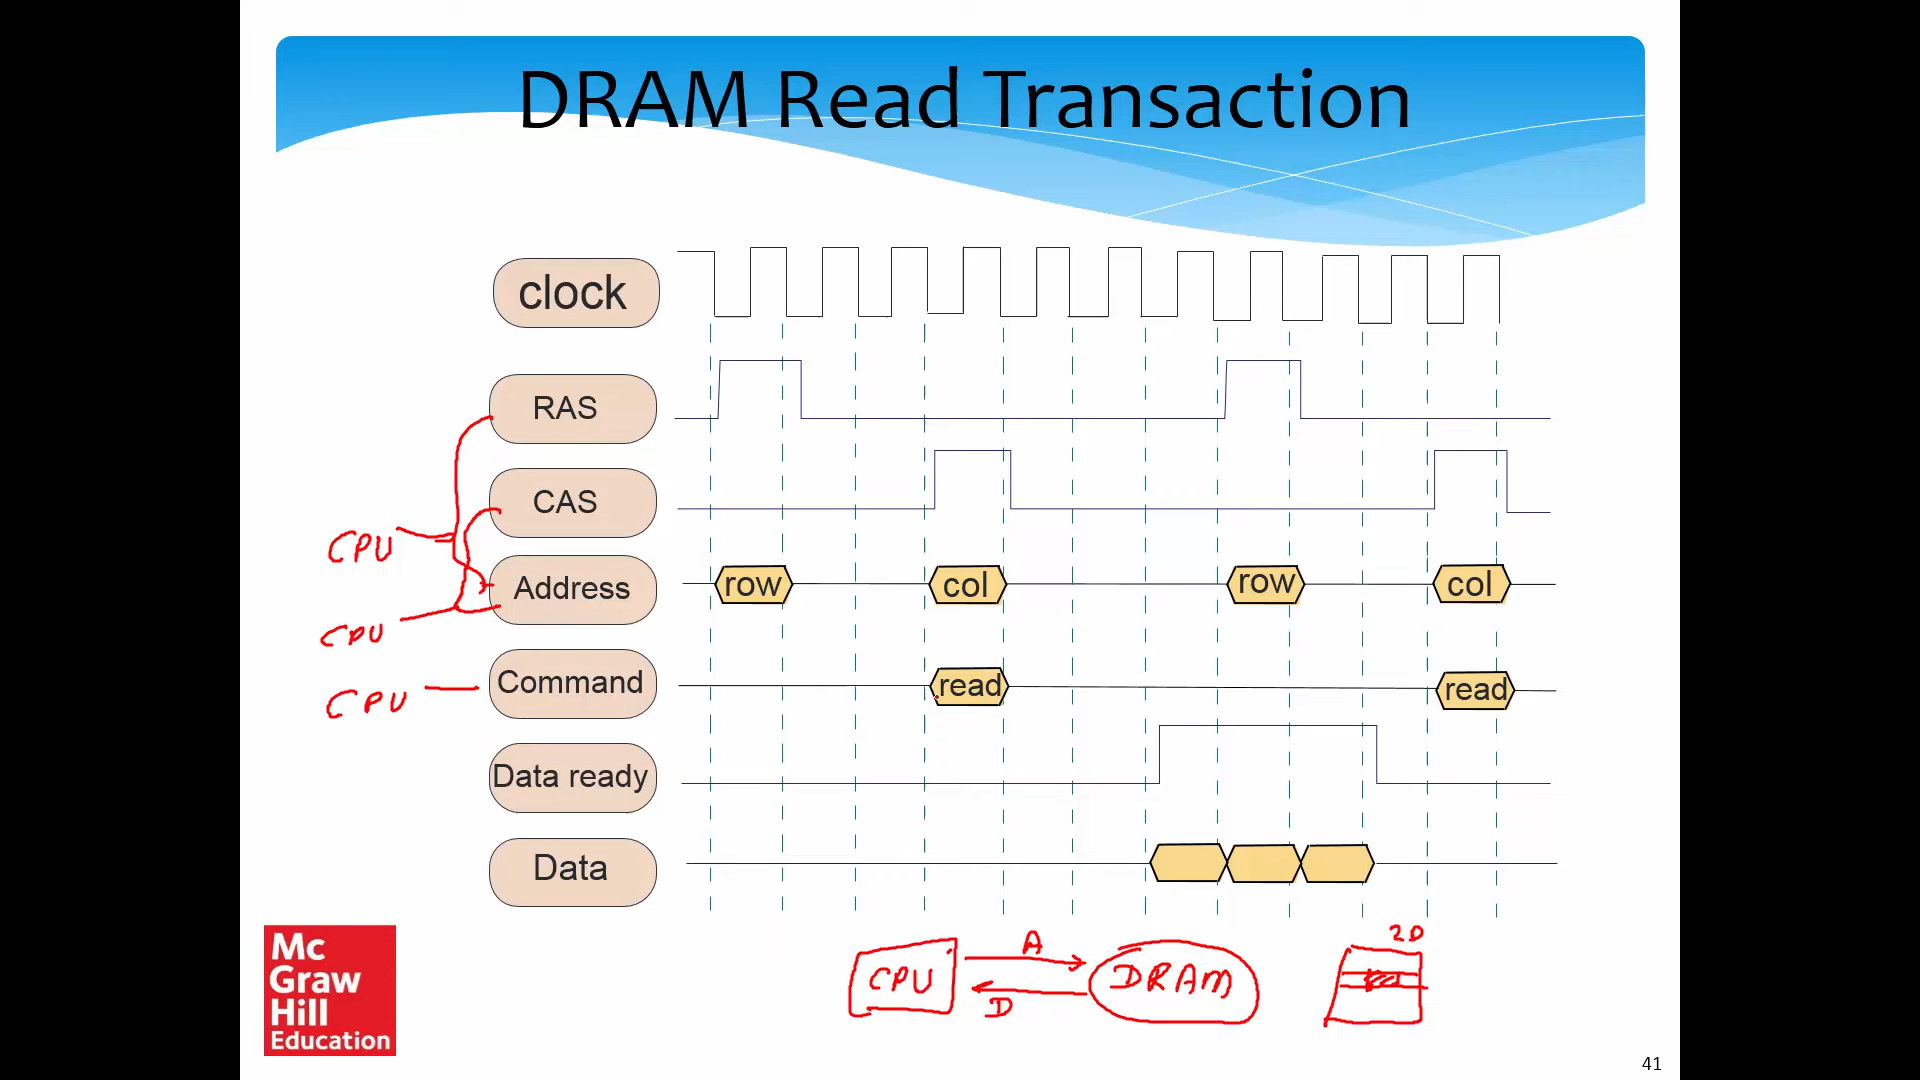 DRAM Read Transaction
clock
RAS
CAS
CPU
Address
row
col
row
col
CPU
Command
read
read
CPU
Data ready
Data
CPU
A
D
DRAM
2D
Mc
Graw
Hill
Education
41